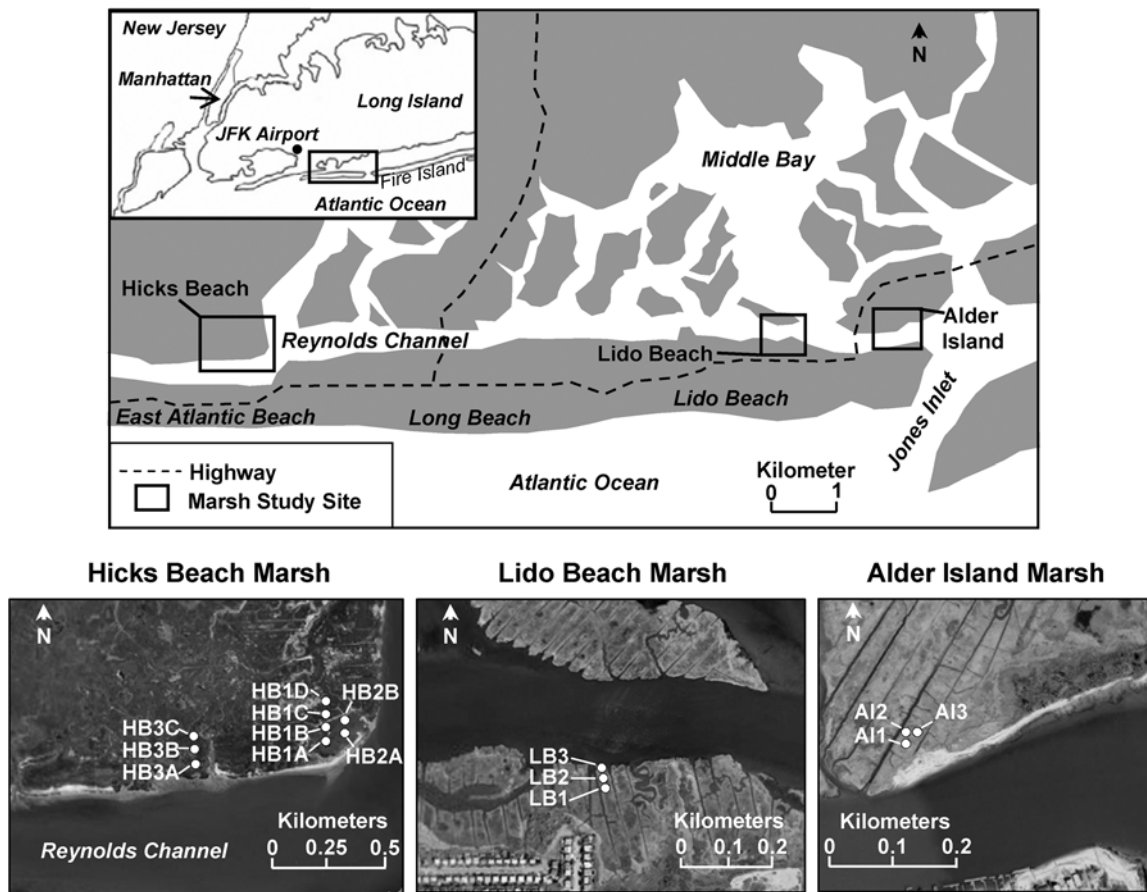 New Jersey
Manhattan
Long Island
JFK Airport
Fire Island
Atlantic Ocean
N
Middle Bay
Hicks Beach
Reynolds Channel
Alder
Island
Lido Beach
East Atlantic Beach
Long Beach
Lido Beach
Jones Inlet
Highway
Marsh Study Site
Atlantic Ocean
Kilometer
0 1
Hicks Beach Marsh
N
HB1D
HB2B
HB1C
HB3C
HB1B
HB3B
HB1A
HB2A
HB3A
Kilometers
Reynolds Channel
0 0.25 0.5
Lido Beach Marsh
N
LB3
LB2
LB1
Kilometers
0 0.1 0.2
Alder Island Marsh
N
AI2
AI3
AI1
Kilometers
0 0.1 0.2